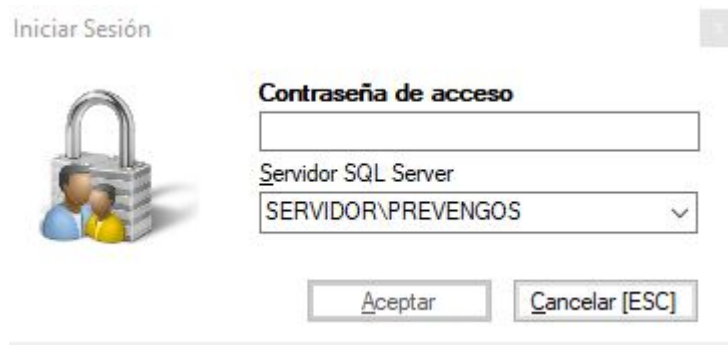 Iniciar Sesión
Contraseña de acceso
Servidor SQL Server
SERVIDOR\PREVENGOS
Aceptar
Cancelar [ESC]